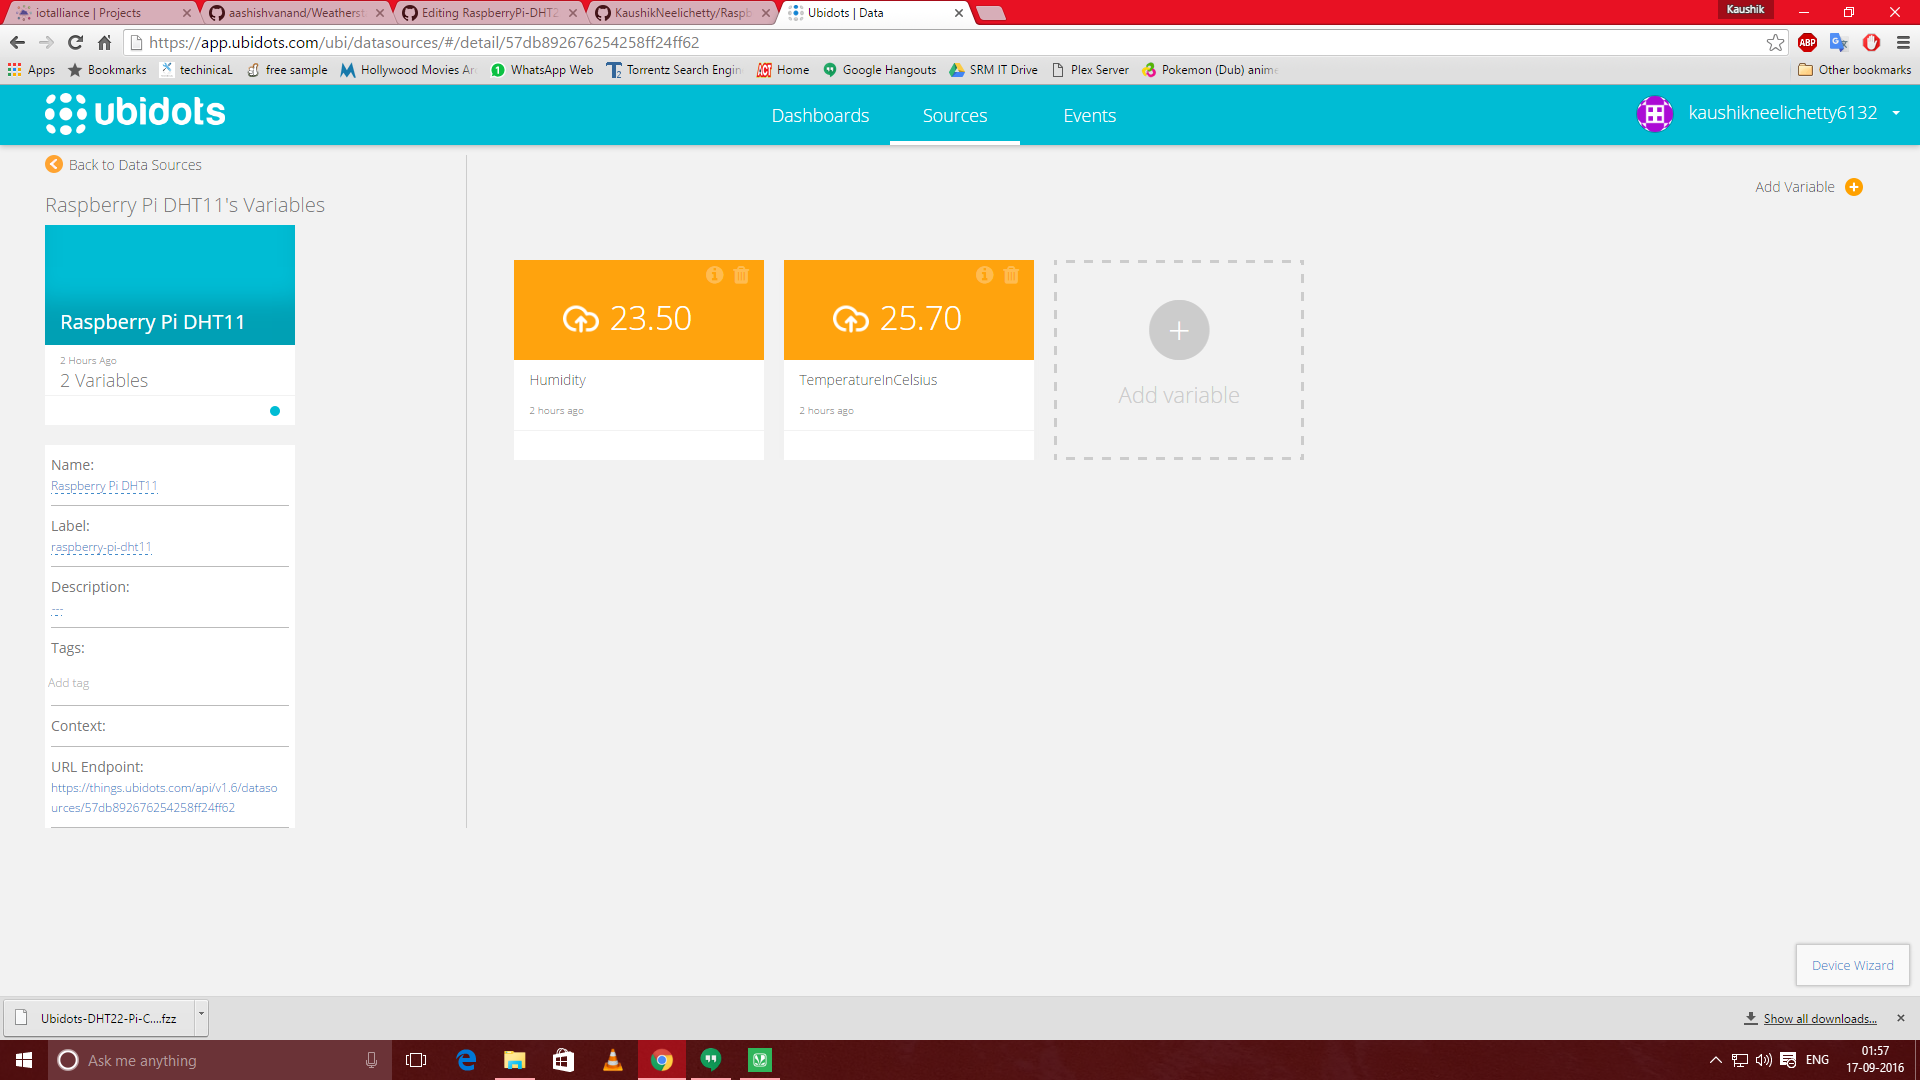 iotalliance | Projects
aashishvanand/Weatherst
Editing RaspberryPi-DHT2
KaushikNeelichetty/Raspb
Ubidots | Data
Kaushik
https://app.ubidots.com/ubi/datasources/#/detail/57db892676254258ff24ff62
ABP
Apps
Bookmarks
techinicaL
free sample
Hollywood Movies Ar
WhatsApp Web
Torrentz Search Engin
ACT Home
Google Hangouts
SRM IT Drive
Plex Server
Pokemon (Dub) anim
Other bookmarks
ubidots
Dashboards
Sources
Events
kaushikneelichetty6132
Back to Data Sources
Add Variable
Raspberry Pi DHT11's Variables
Raspberry Pi DHT11
2 Hours Ago
2 Variables
23.50
Humidity
2 hours ago
25.70
TemperatureInCelsius
2 hours ago
Add variable
Name:
Raspberry Pi DHT11
Label:
raspberry-pi-dht11
Description:
---
Tags:
Add tag
Context:
URL Endpoint:
https://things.ubidots.com/api/v1.6/dataso
urces/57db892676254258ff24ff62
Device Wizard
Ubidots-DHT22-Pi-C....fzz
Show all downloads...
Ask me anything
ENG
01:57
17-09-2016